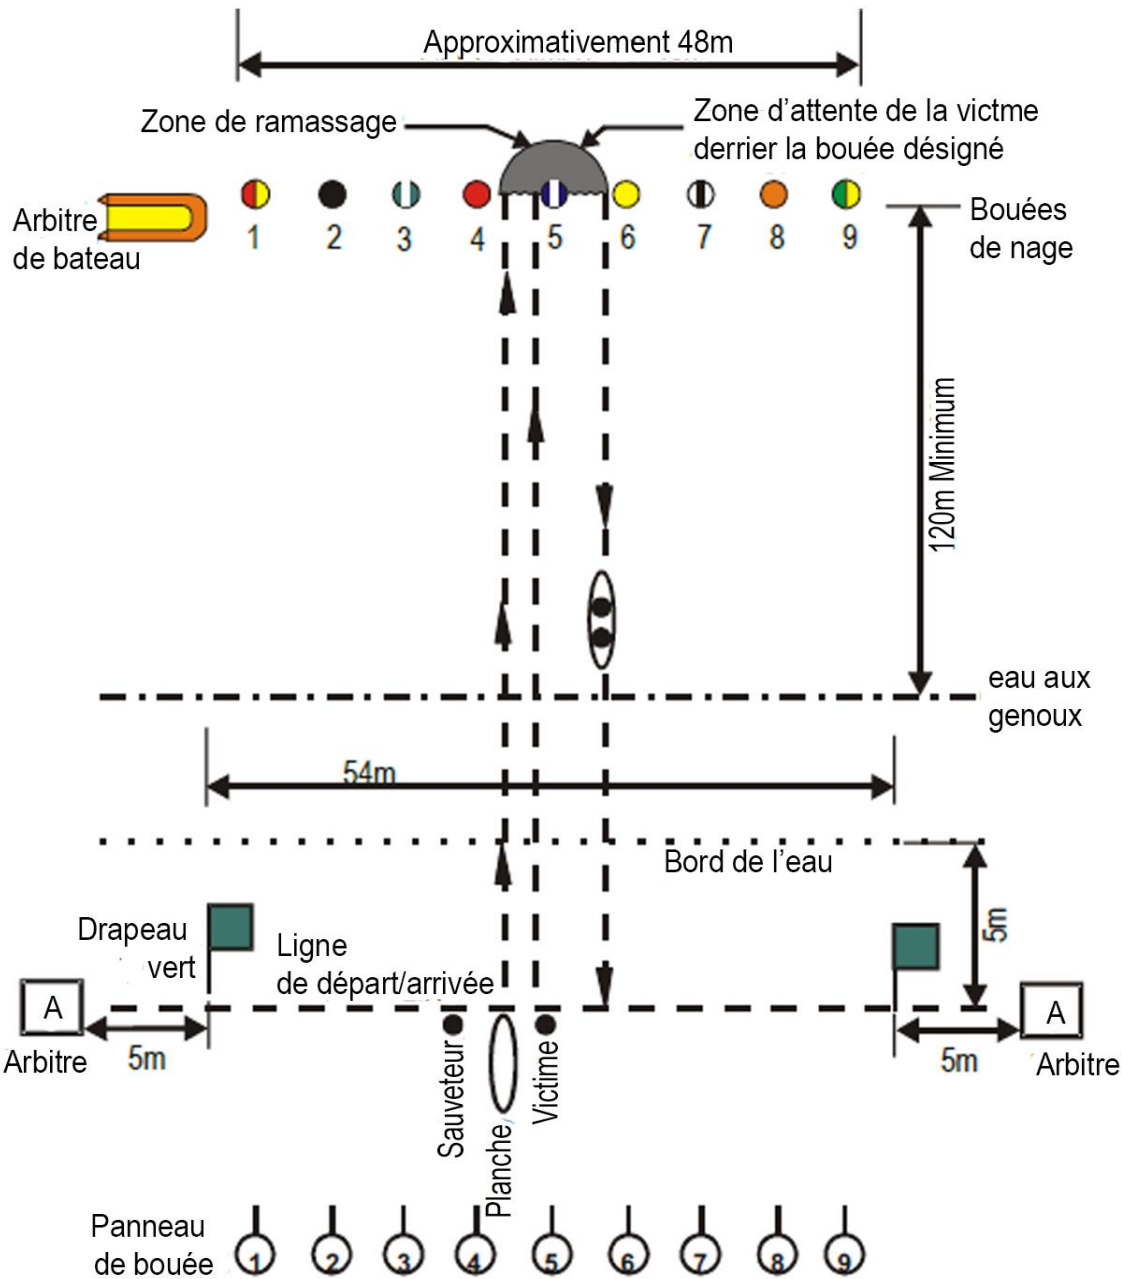 Approximativement 48m
Zone de ramassage
Zone d'attente de la victme
derrier la bouée désigné
Arbitre
de bateau
1 2 3 4 5 6 7 8 9
Bouées
de nage
120m Minimum
eau aux
genoux
54m
Bord de l'eau
5m
Drapeau
vert
Ligne
de départ/arrivée
A
A
5m
5m
Arbitre
Arbitre
Sauveteur
Planche
Victime
Panneau
de bouée
1 2 3 4 5 6 7 8 9